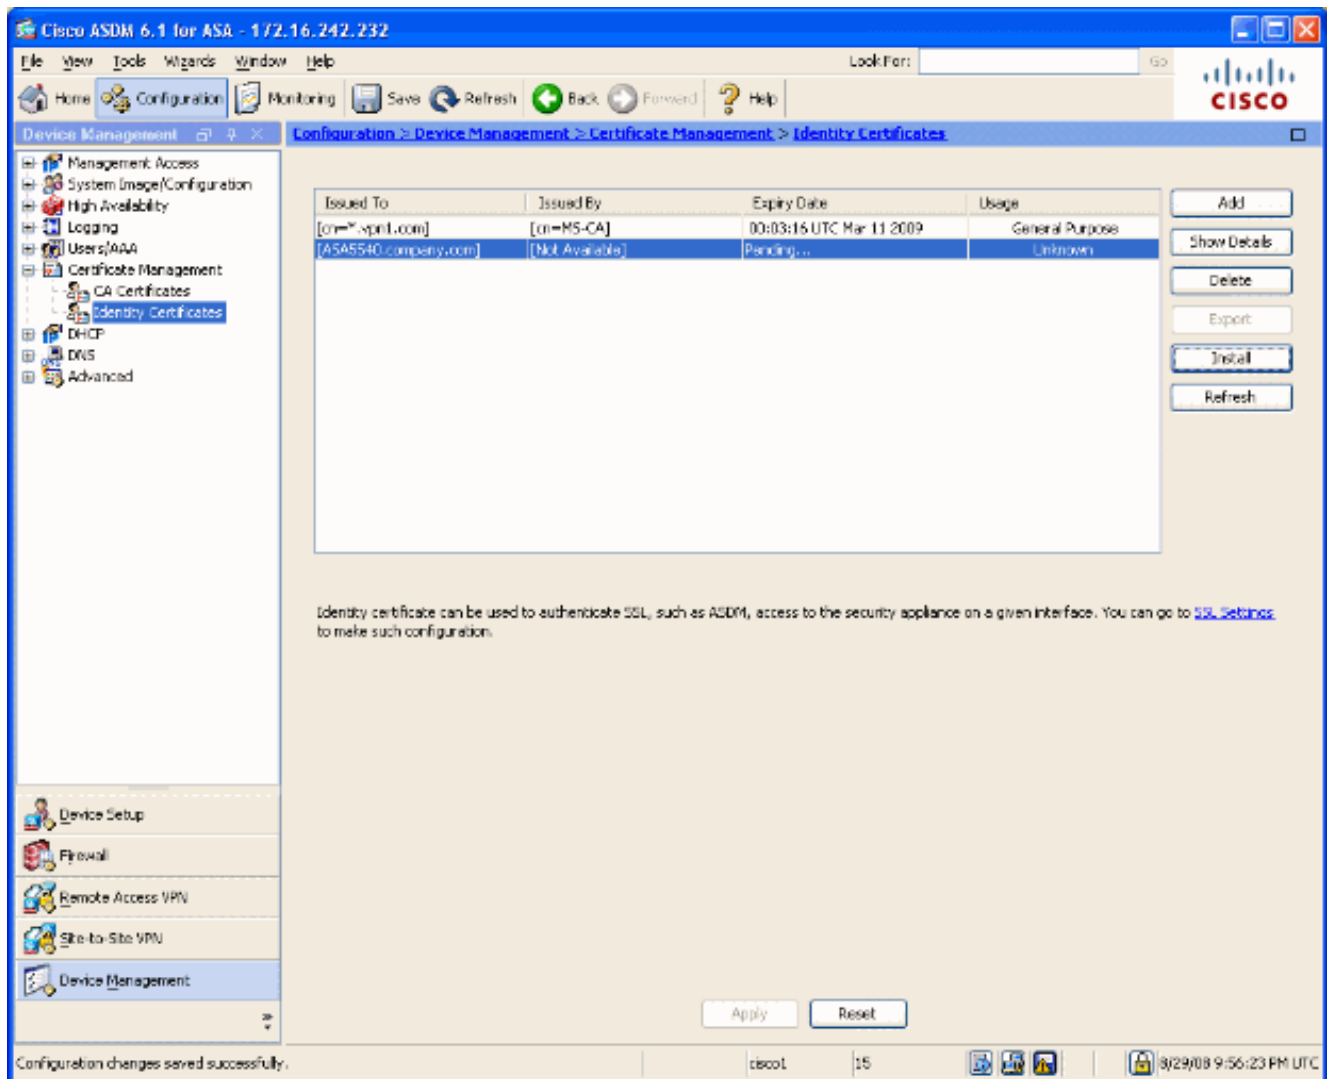 Cisco ASDM 6.1 for ASA - 172.16.242.232
File View Tools Wizards Window Help Look For: Go
Home Configuration Monitoring Save Refresh Back Forward Help
CISCO
Device Management
Configuration > Device Management > Certificate Management > Identity Certificates
Management Access
System Image/Configuration
High Availability
Logging
Users/AAA
Certificate Management
CA Certificates
Identity Certificates
DHCP
DNS
Advanced
Issued To Issued By Expiry Date Usage
[cn=*.vpn1.com] [cn=MS-CA] 00:03:16 UTC Mar 11 2009 General Purpose
[ASA5540.company.com] [Not Available] Pending... Unknown
Add
Show Details
Delete
Export
Install
Refresh
Identity certificate can be used to authenticate SSL, such as ASDM, access to the security appliance on a given interface. You can go to SSL Settings
to make such configuration.
Device Setup
Firewall
Remote Access VPN
Site-to-Site VPN
Device Management
Apply Reset
Configuration changes saved successfully. cisco1 15 8/29/08 9:56:23 PM UTC